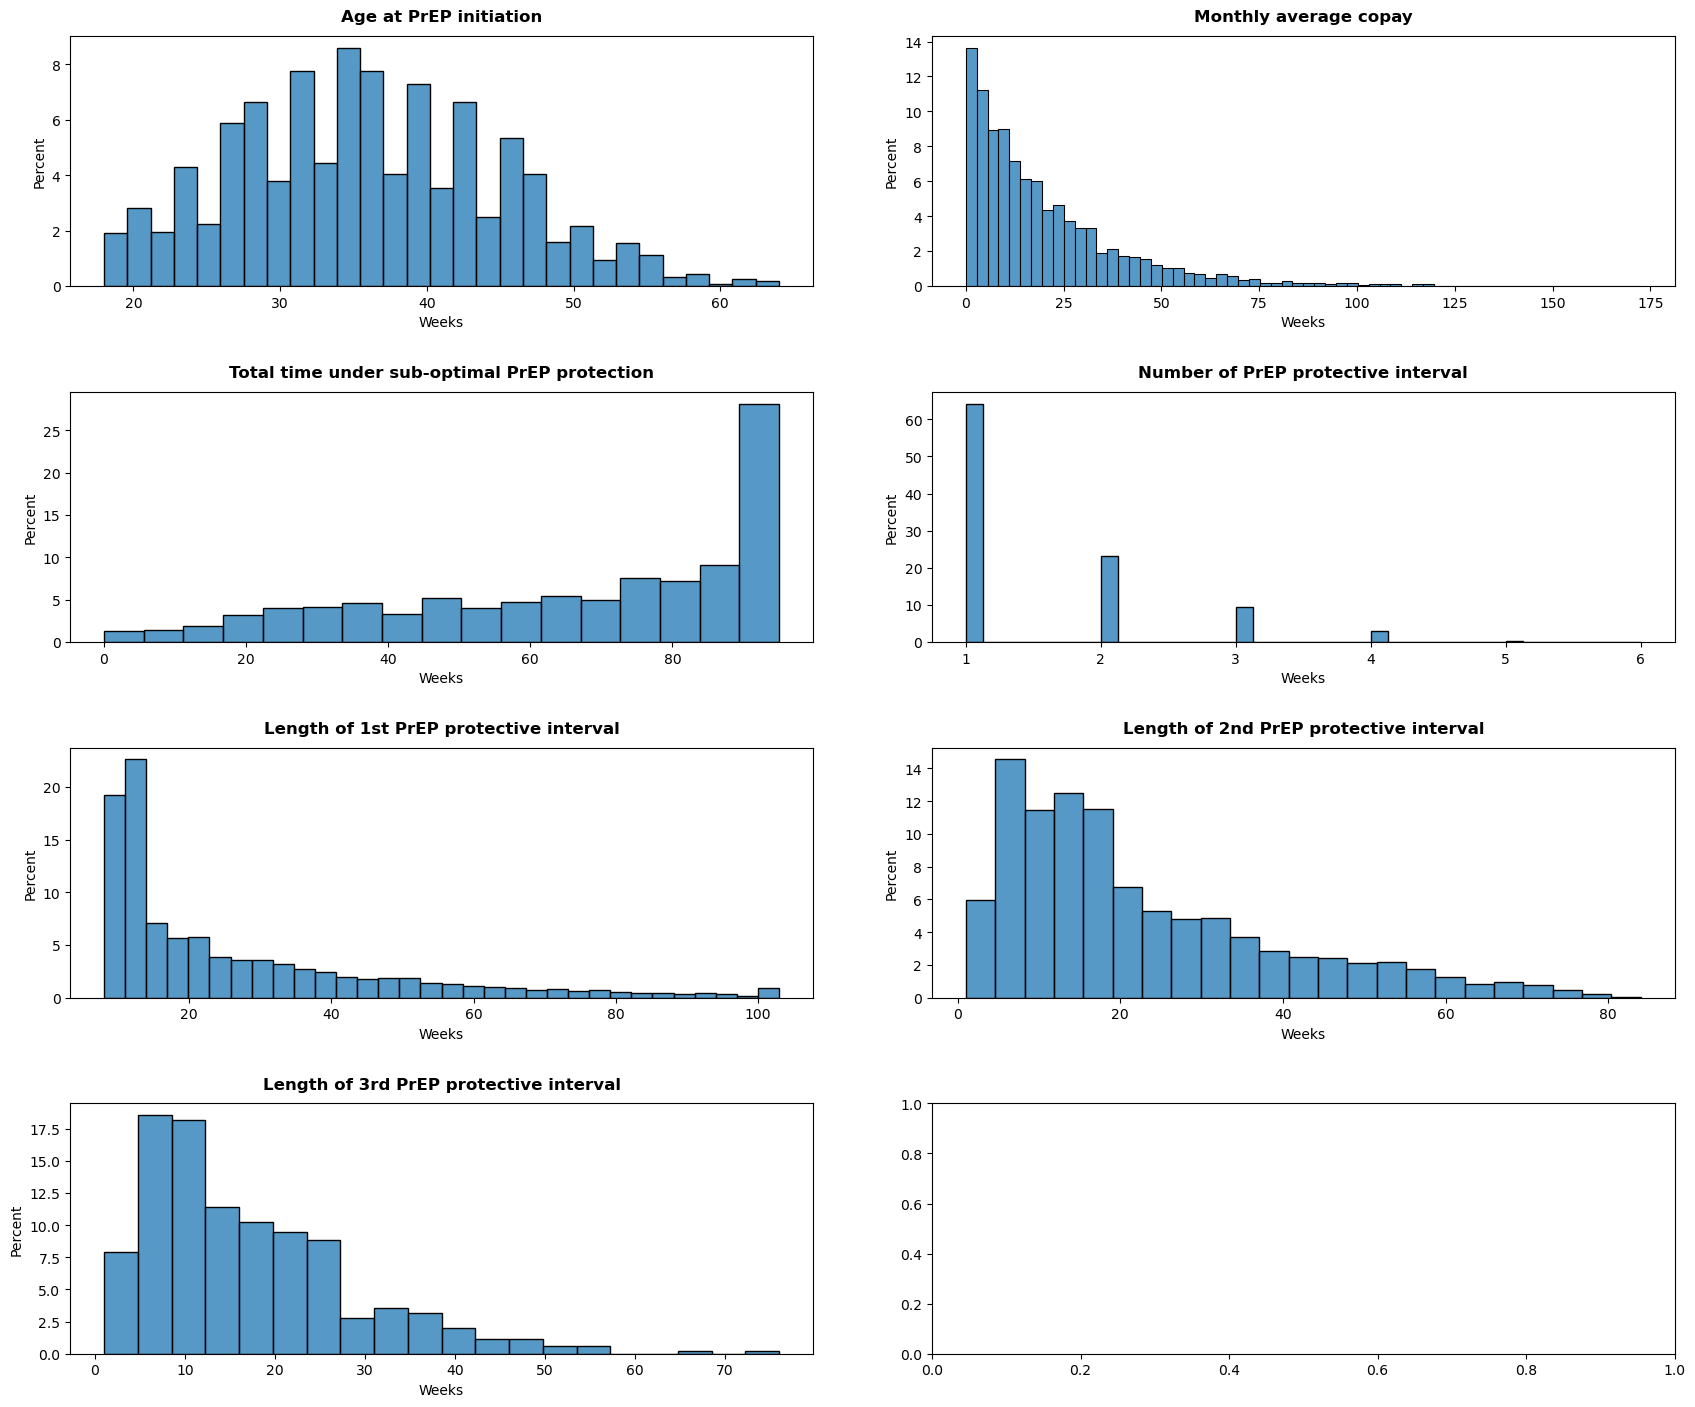 Age at PrEP initiation
Percent
0
2
4
6
8
20 30 40 50 60
Weeks
Monthly average copay
Percent
0
2
4
6
8
10
12
14
0 25 50 75 100 125 150 175
Weeks
Total time under sub-optimal PrEP protection
Percent
0
5
10
15
20
25
0 20 40 60 80
Weeks
Number of PrEP protective interval
Percent
0
10
20
30
40
50
60
1 2 3 4 5 6
Weeks
Length of 1st PrEP protective interval
Percent
0
5
10
15
20
20 40 60 80 100
Weeks
Length of 2nd PrEP protective interval
Percent
0
2
4
6
8
10
12
14
0 20 40 60 80
Weeks
Length of 3rd PrEP protective interval
Percent
0.0
2.5
5.0
7.5
10.0
12.5
15.0
17.5
0 10 20 30 40 50 60 70
Weeks
0.0
0.2
0.4
0.6
0.8
1.0
0.0 0.2 0.4 0.6 0.8 1.0